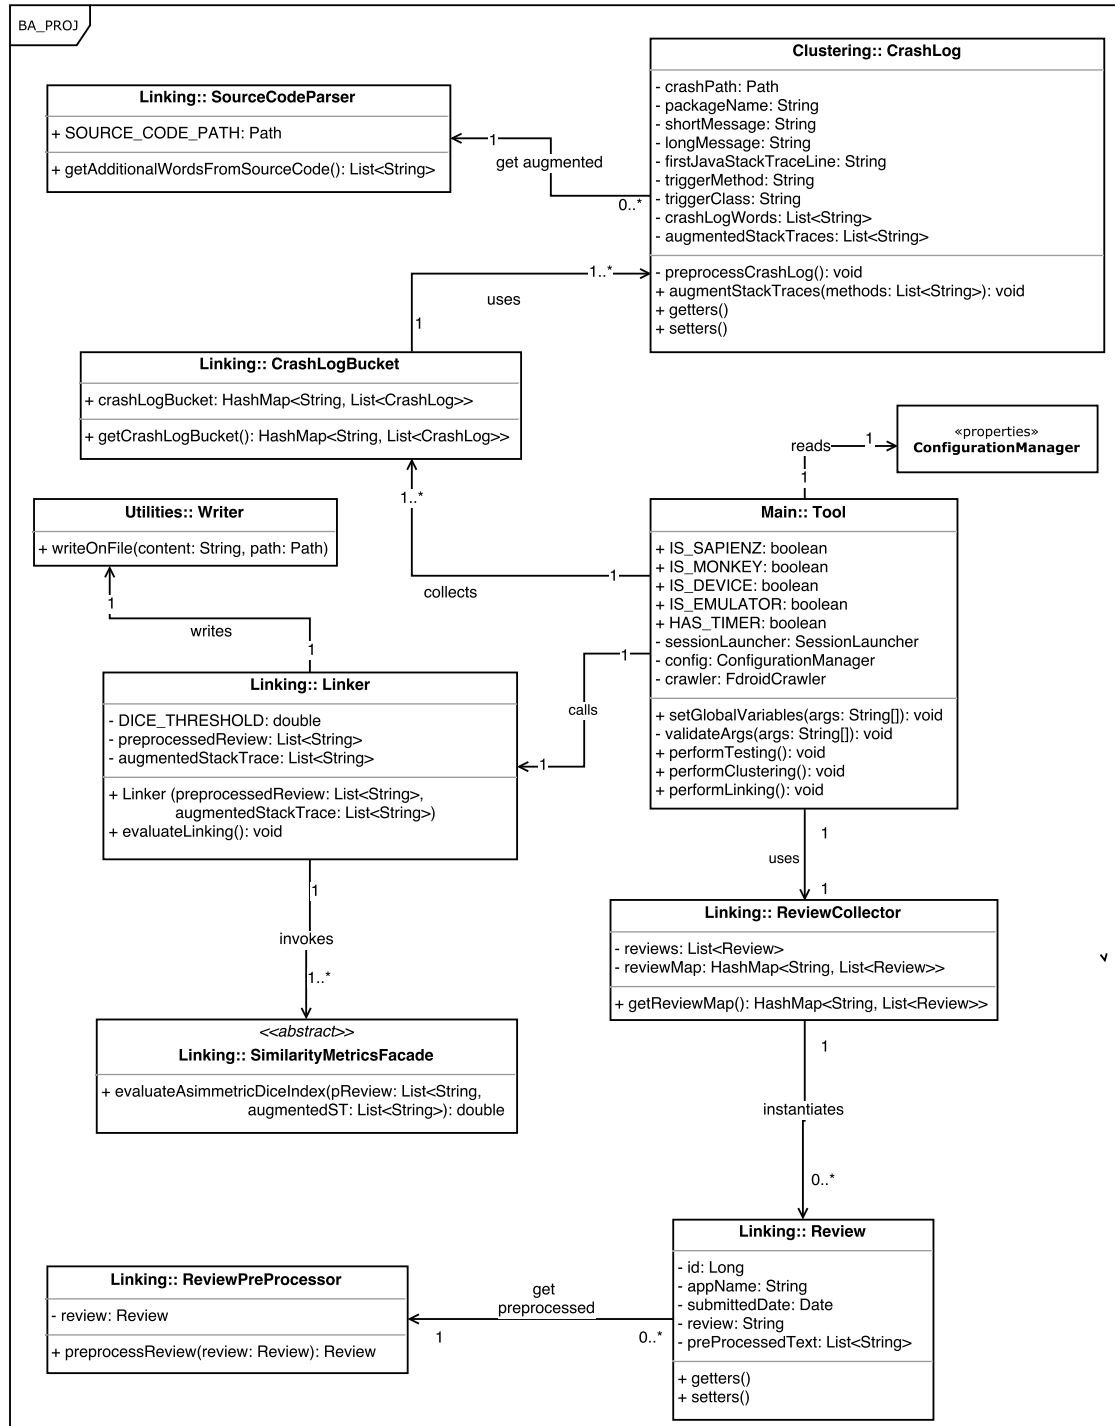 BA_PROJ
Clustering:: CrashLog
- crashPath: Path
- packageName: String
- shortMessage: String
- longMessage: String
- firstJavaStackTraceLine: String
- triggerMethod: String
- triggerClass: String
- crashLogWords: List<String>
- augmentedStackTraces: List<String>
- preprocessCrashLog(): void
+ augmentStackTraces(methods: List<String>): void
+ getters()
+ setters()
Linking:: SourceCodeParser
+ SOURCE_CODE_PATH: Path
+ getAdditionalWordsFromSourceCode(): List<String>
1
get augmented
0..*
1..*
uses
1
Linking:: CrashLogBucket
+ crashLogBucket: HashMap<String, List<CrashLog>>
+ getCrashLogBucket(): HashMap<String, List<CrashLog>>
1..*
collects
1
reads
1
1
«properties»
ConfigurationManager
Utilities:: Writer
+ writeOnFile(content: String, path: Path)
1
writes
1
Main:: Tool
+ IS_SAPIENZ: boolean
+ IS_MONKEY: boolean
+ IS_DEVICE: boolean
+ IS_EMULATOR: boolean
+ HAS_TIMER: boolean
- sessionLauncher: SessionLauncher
- config: ConfigurationManager
- crawler: FdroidCrawler
+ setGlobalVariables(args: String[]): void
- validateArgs(args: String[]): void
+ performTesting(): void
+ performClustering(): void
+ performLinking(): void
1
calls
1
Linking:: Linker
- DICE_THRESHOLD: double
- preprocessedReview: List<String>
- augmentedStackTrace: List<String>
+ Linker (preprocessedReview: List<String>,
augmentedStackTrace: List<String>)
+ evaluateLinking(): void
1
invokes
1..*
<<abstract>>
Linking:: SimilarityMetricsFacade
+ evaluateAsimmetricDiceIndex(pReview: List<String,
augmentedST: List<String>): double
1
uses
1
Linking:: ReviewCollector
- reviews: List<Review>
- reviewMap: HashMap<String, List<Review>>
+ getReviewMap(): HashMap<String, List<Review>>
1
instantiates
0..*
Linking:: Review
- id: Long
- appName: String
- submittedDate: Date
- review: String
- preProcessedText: List<String>
+ getters()
+ setters()
get
preprocessed
1
0..*
Linking:: ReviewPreProcessor
- review: Review
+ preprocessReview(review: Review): Review